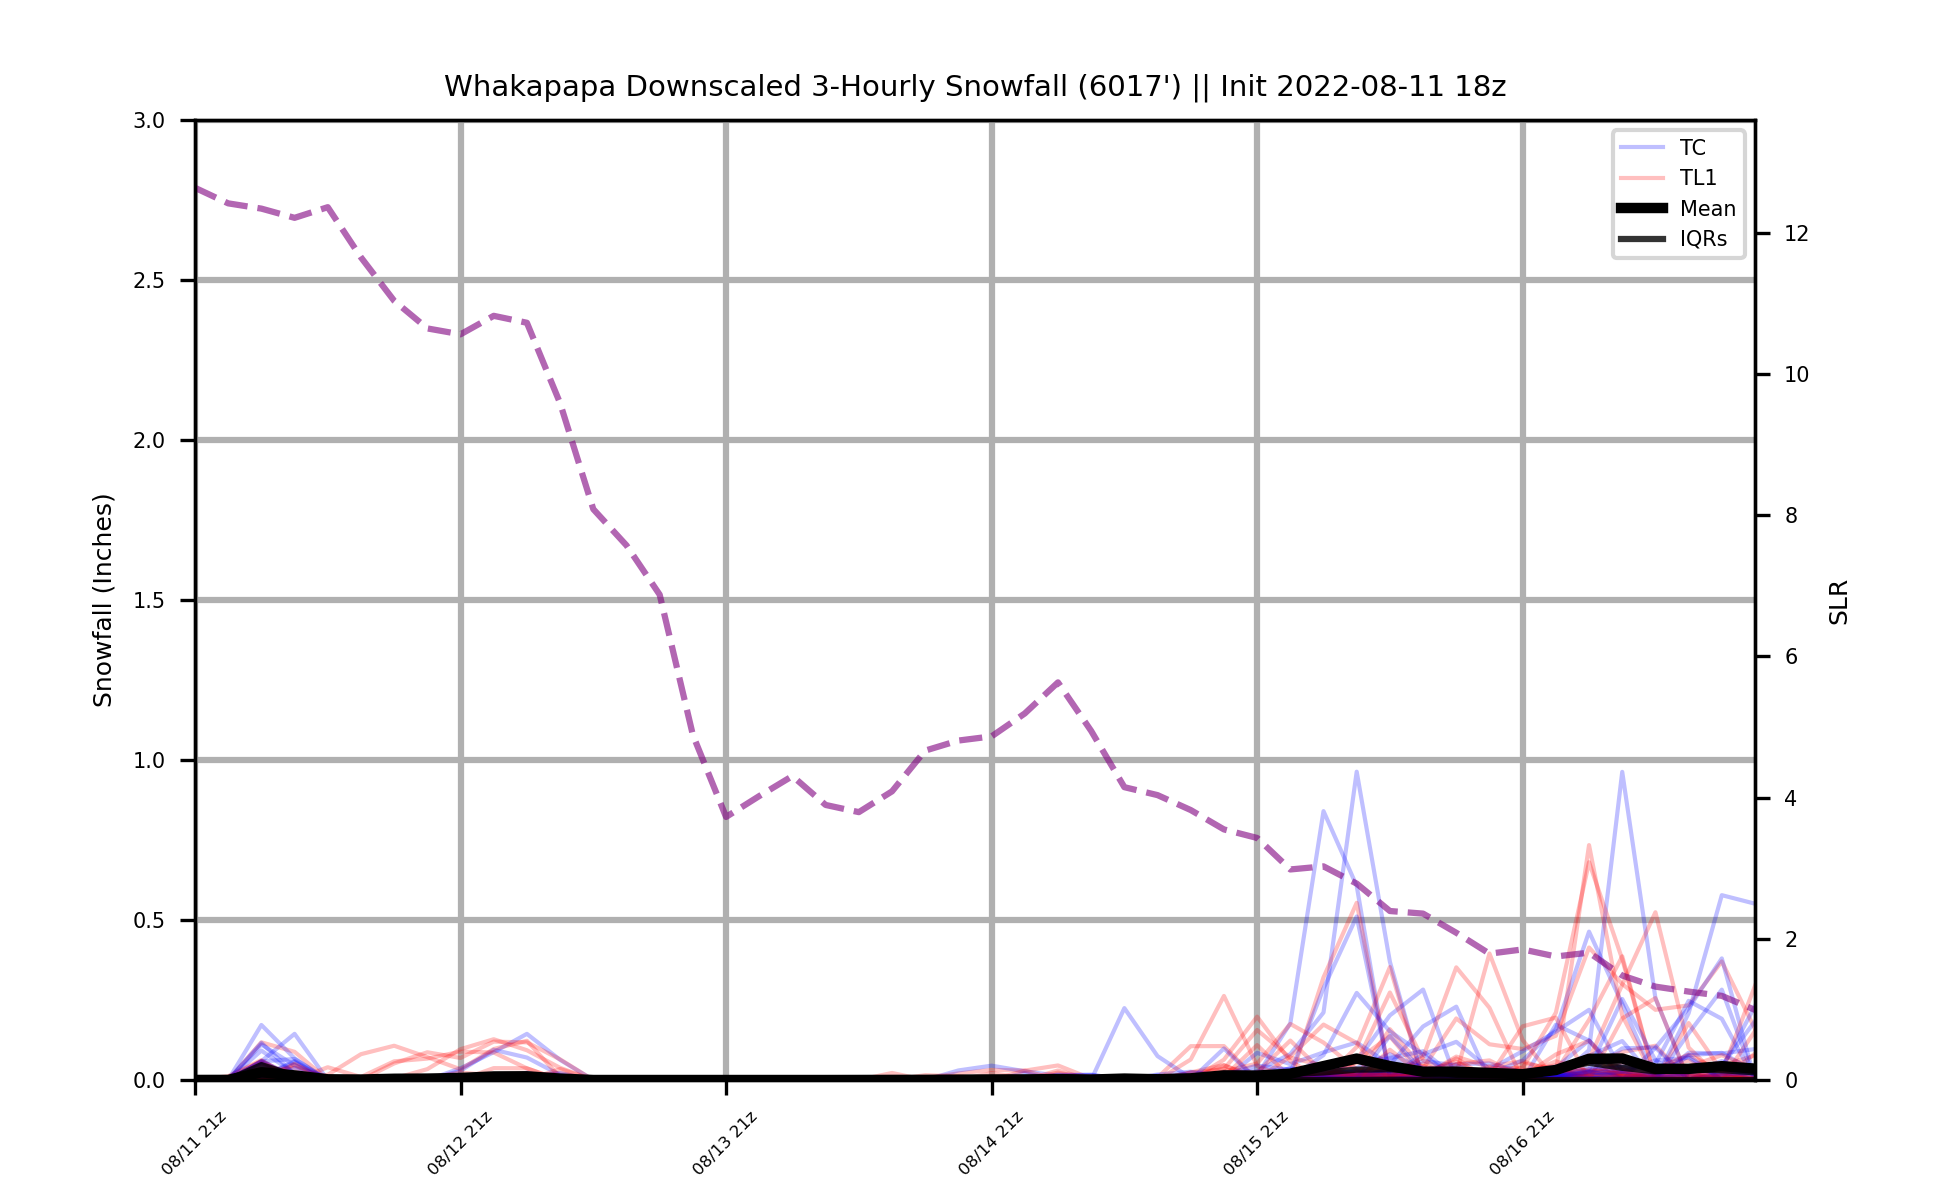 Whakapapa Downscaled 3-Hourly Snowfall (6017') || Init 2022-08-11 18z
TC
TL1
Mean
IQRs
Snowfall (Inches)
3.0
2.5
2.0
1.5
1.0
0.5
0.0
12
10
8
6
4
2
0
SLR
08/11 21z
08/12 21z
08/13 21z
08/14 21z
08/15 21z
08/16 21z